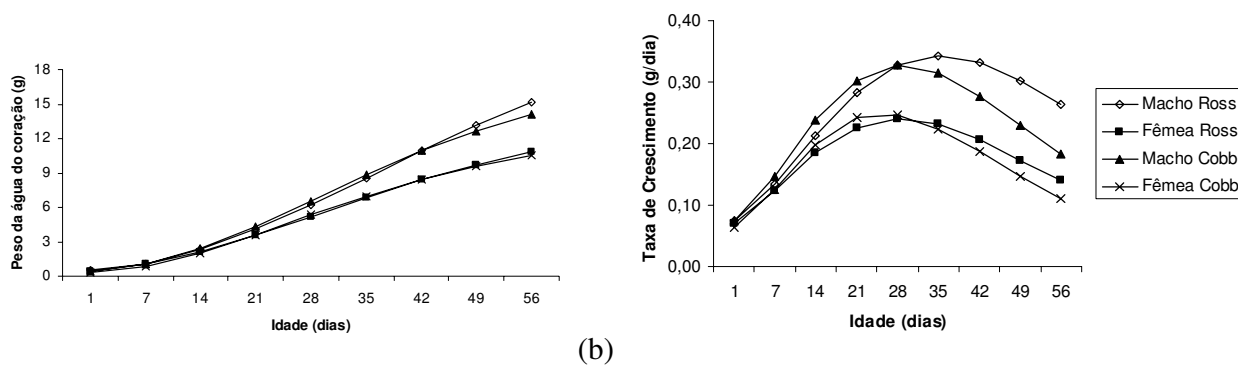 18
15
12
9
6
3
0
Peso da água do coração (g)
1 7 14 21 28 35 42 49 56
Idade (dias)
(b)
0,40
0,30
0,20
0,10
0,00
Taxa de Crescimento (g/dia)
1 7 14 21 28 35 42 49 56
Idade (dias)
Macho Ross
Fêmea Ross
Macho Cobb
Fêmea Cobb